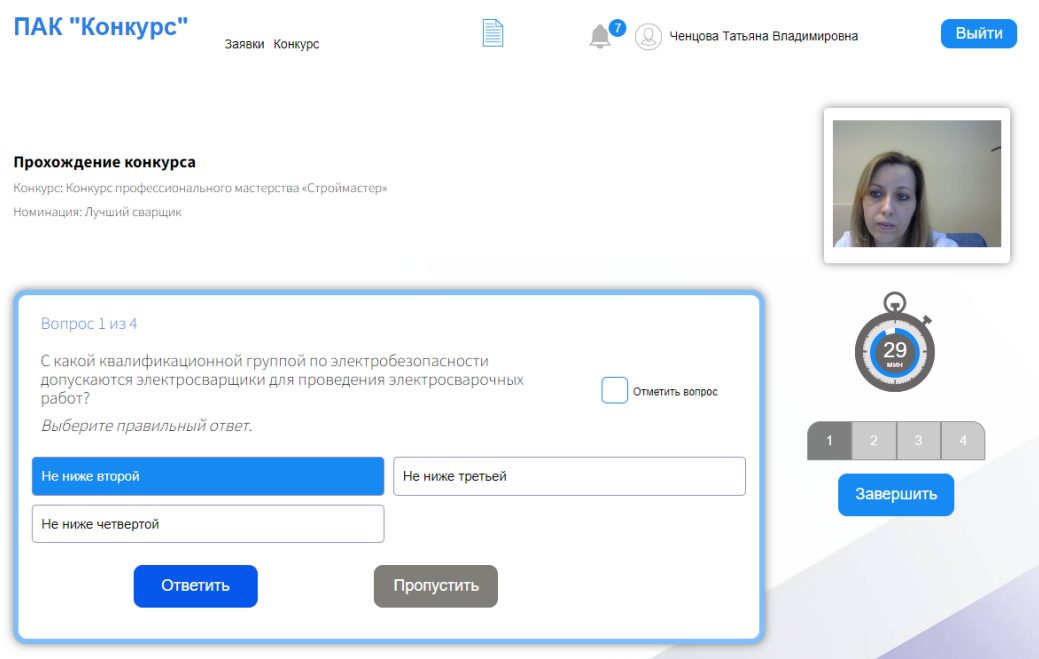 ПАК "Конкурс"
Заявки Конкурс
7
Ченцова Татьяна Владимировна
Выйти
Прохождение конкурса
Конкурс: Конкурс профессионального мастерства «Строймастер»
Номинация: Лучший сварщик
Вопрос 1 из 4
С какой квалификационной группой по электробезопасности
допускаются электросварщики для проведения электросварочных
работ?
Отметить вопрос
Выберите правильный ответ.
Не ниже второй
Не ниже третьей
Не ниже четвертой
Ответить
Пропустить
29
мин
1 2 3 4
Завершить